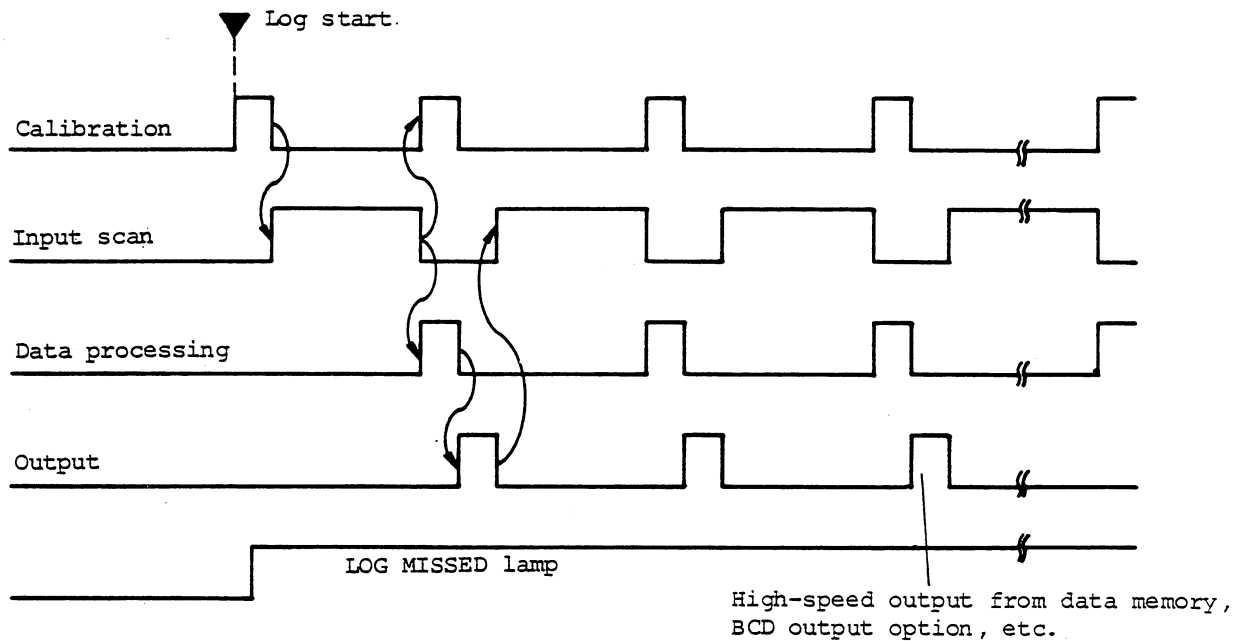 Log start.
Calibration
Input scan
Data processing
Output
LOG MISSED lamp
High-speed output from data memory,
BCD output option, etc.